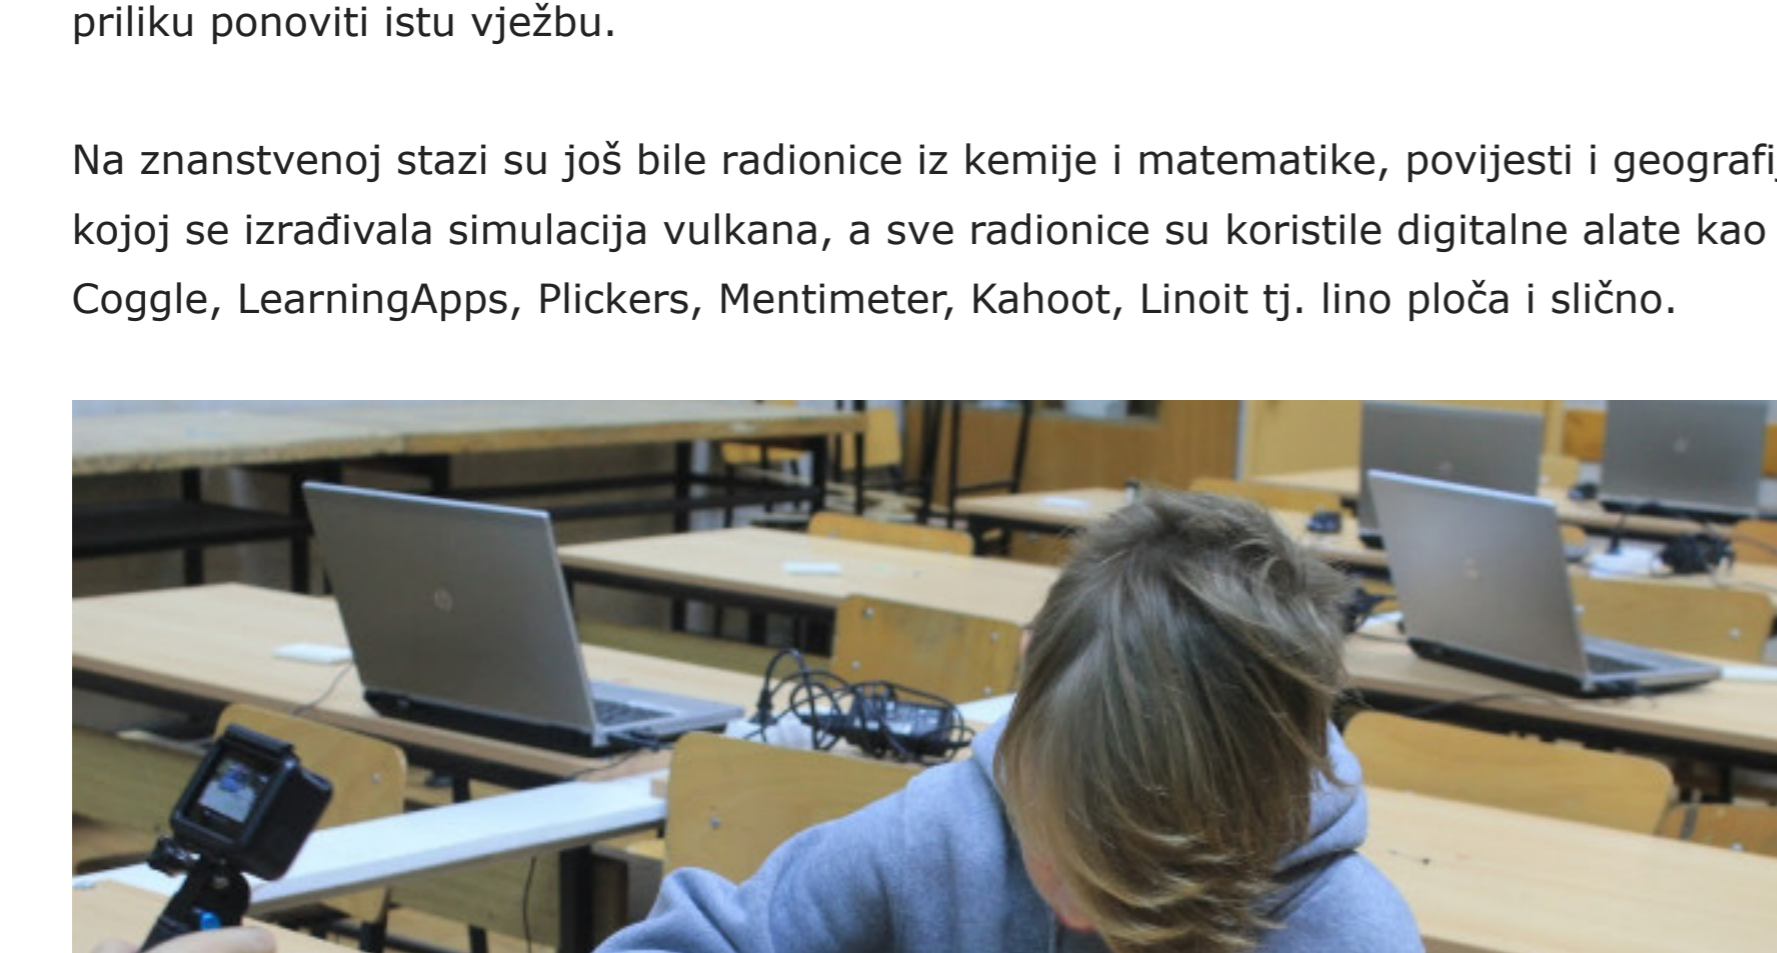 priliku ponoviti istu vježbu.
Na znanstvenoj stazi su još bile radionice iz kemije i matematike, povijesti i geografij
kojoj se izrađivala simulacija vulkana, a sve radionice su koristile digitalne alate kao
Coggle, LearningApps, Plickers, Mentimeter, Kahoot, Linoit tj. lino ploča i slično.